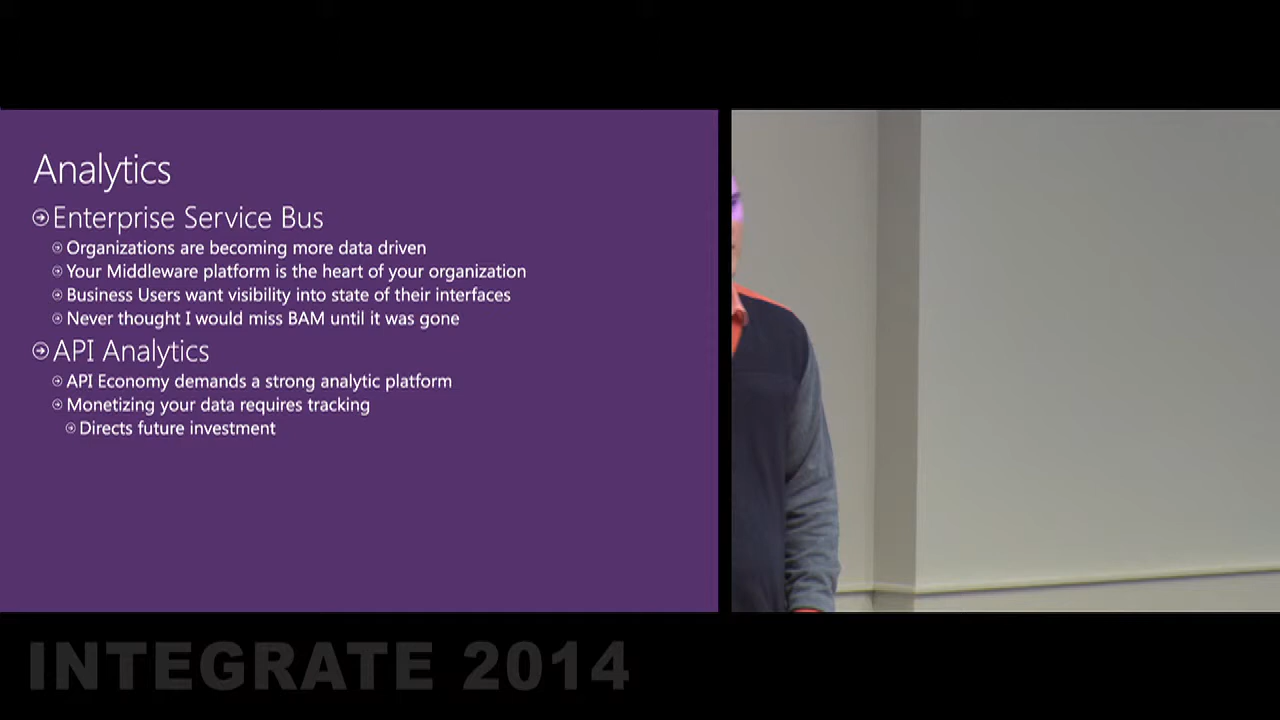 Analytics
Enterprise Service Bus
Organizations are becoming more data driven
Your Middleware platform is the heart of your organization
Business Users want visibility into state of their interfaces
Never thought I would miss BAM until it was gone
API Analytics
API Economy demands a strong analytic platform
Monetizing your data requires tracking
Directs future investment
INTEGRATE 2014